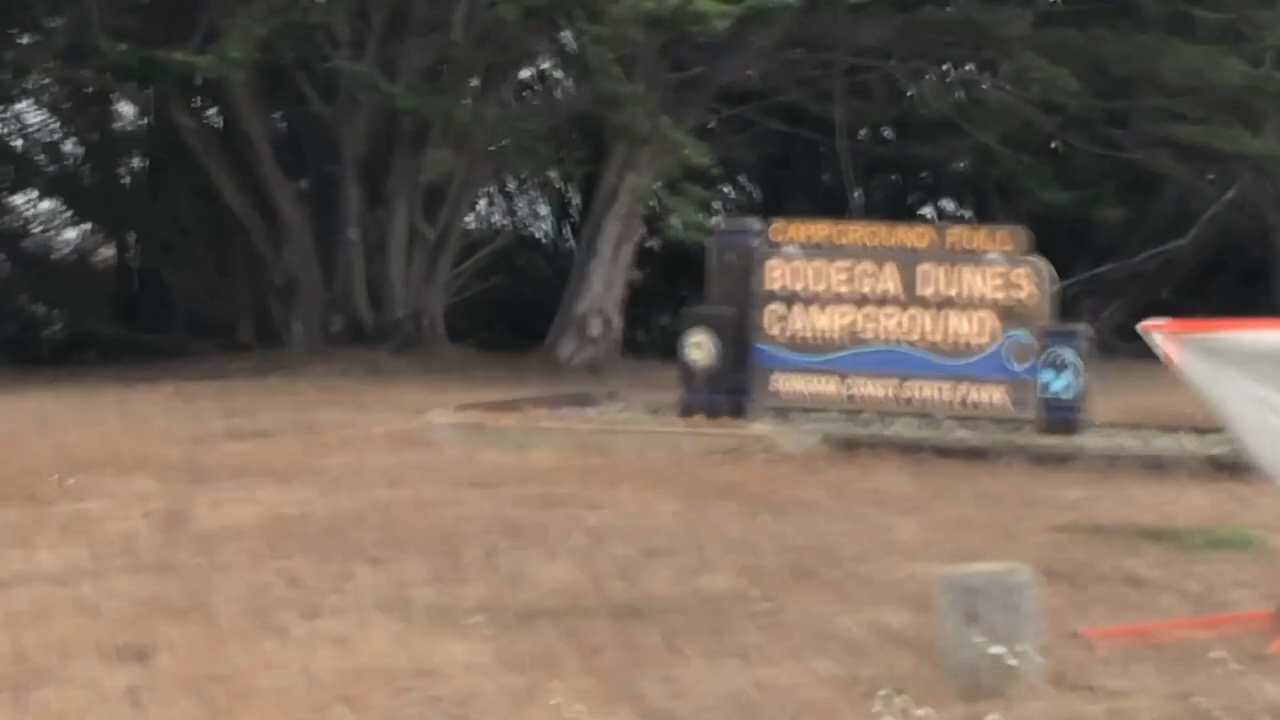 CAMPGROUND FULL
BODEGA DUNES
CAMPGROUND
SONOMA COAST STATE PARK